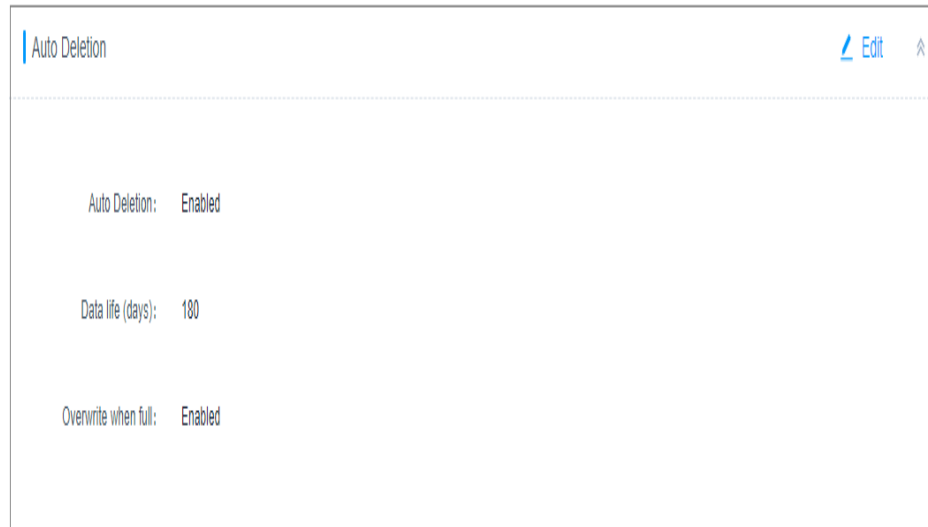 Auto Deletion Edit
Auto Deletion: Enabled
Data life (days): 180
Overwrite when full: Enabled